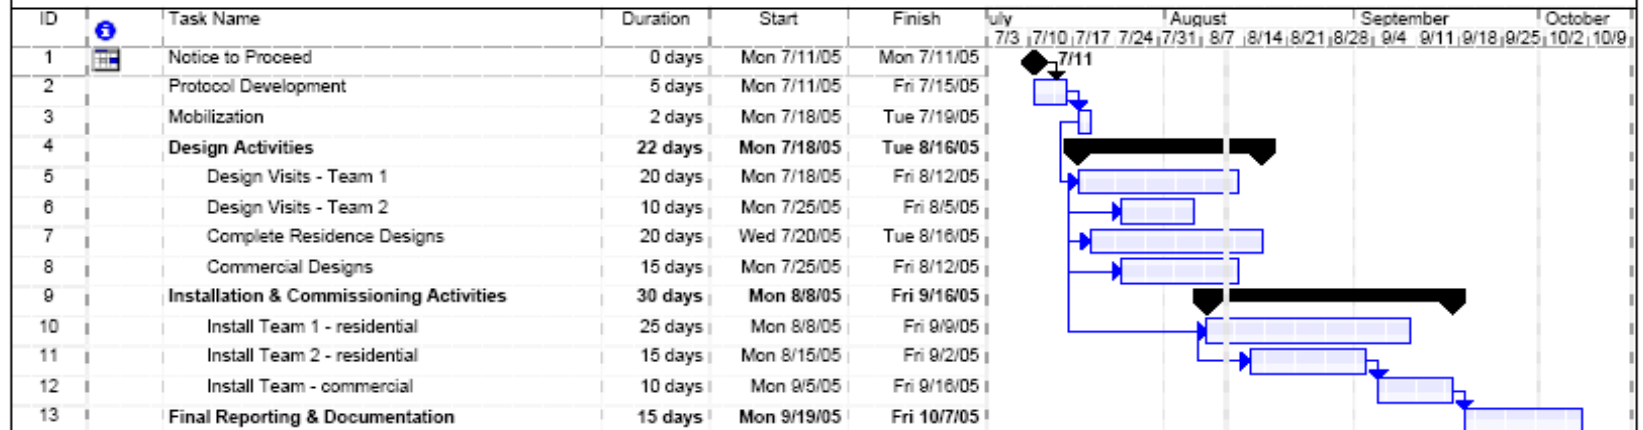 ID Task Name Duration Start Finish uly August September October
7/3 7/10 7/17 7/24 7/31 8/7 8/14 8/21 8/28 9/4 9/11 9/18 9/25 10/2 10/9
1 Notice to Proceed 0 days Mon 7/11/05 Mon 7/11/05 7/11
2 Protocol Development 5 days Mon 7/11/05 Fri 7/15/05
3 Mobilization 2 days Mon 7/18/05 Tue 7/19/05
4 Design Activities 22 days Mon 7/18/05 Tue 8/16/05
5 Design Visits - Team 1 20 days Mon 7/18/05 Fri 8/12/05
6 Design Visits - Team 2 10 days Mon 7/25/05 Fri 8/5/05
7 Complete Residence Designs 20 days Wed 7/20/05 Tue 8/16/05
8 Commercial Designs 15 days Mon 7/25/05 Fri 8/12/05
9 Installation & Commissioning Activities 30 days Mon 8/8/05 Fri 9/16/05
10 Install Team 1 - residential 25 days Mon 8/8/05 Fri 9/9/05
11 Install Team 2 - residential 15 days Mon 8/15/05 Fri 9/2/05
12 Install Team - commercial 10 days Mon 9/5/05 Fri 9/16/05
13 Final Reporting & Documentation 15 days Mon 9/19/05 Fri 10/7/05